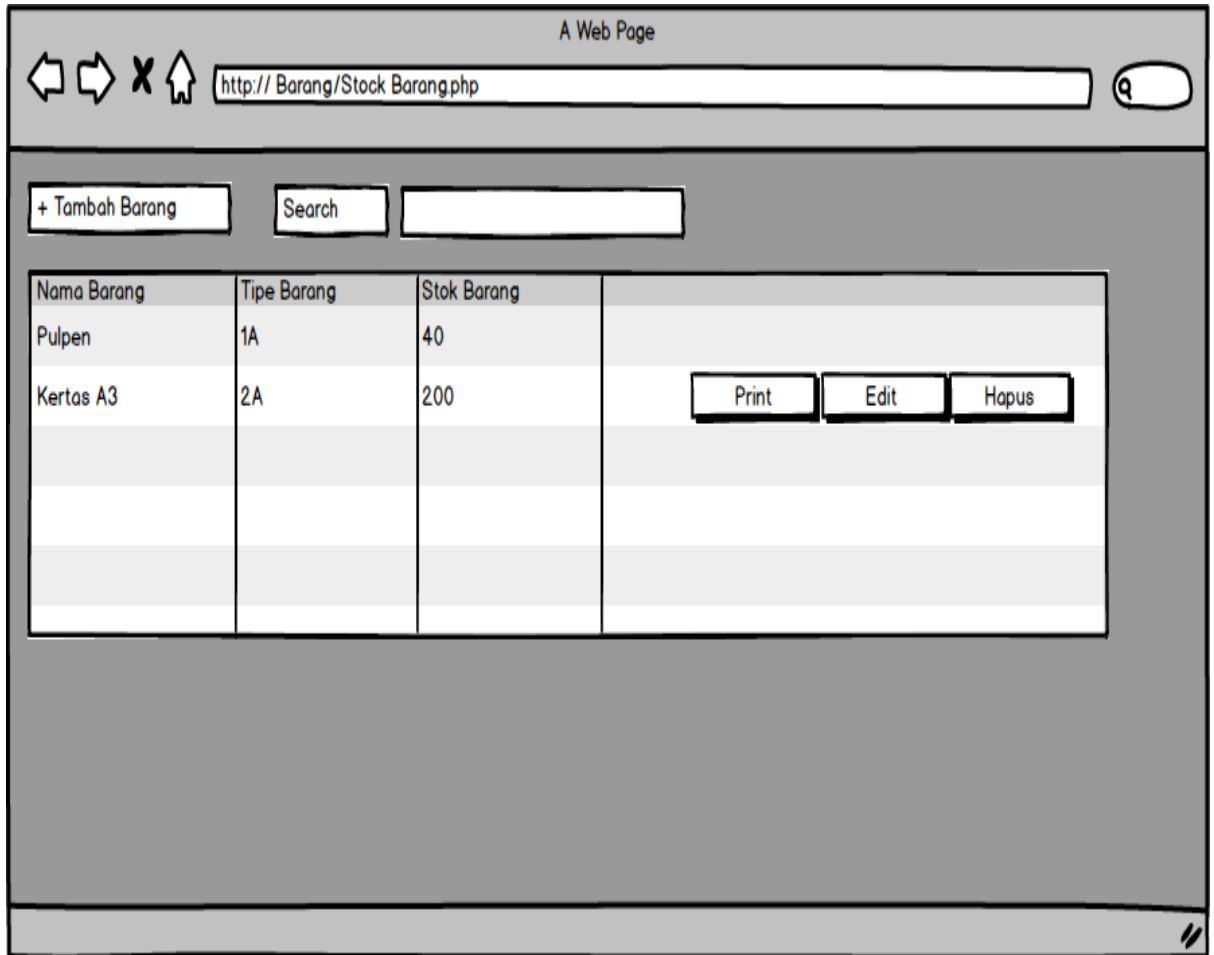 A Web Page
http:// Barang/Stock Barang.php
+ Tambah Barang Search
Nama Barang Tipe Barang Stok Barang
Pulpen 1A 40
Kertas A3 2A 200 Print Edit Hapus